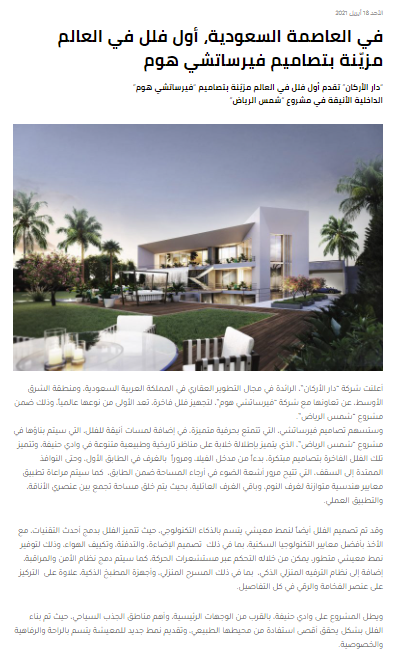 الأحد 18 أبريل 2021
في العاصمة السعودية، أول فلل في العالم
مزيّنة بتصاميم فيرساتشي هوم
"دار الأركان" تقدم أول فلل في العالم مزيّنة بتصاميم "فيرساتشي هوم"
الداخلية الأنيقة في مشروع "شمس الرياض"
أعلنت شركة "دار الأركان"، الرائدة في مجال التطوير العقاري في المملكة العربية السعودية، ومنطقة الشرق
الأوسط، عن تعاونها مع شركة "فيرساتشي هوم"، لتجهيز فلل فاخرة، تعد الأولى من نوعها عالمياً، وذلك ضمن
مشروع "شمس الرياض".
وستسهم تصاميم فيرساتشي، التي تتمتع بحرفية متميزة، في إضافة لمسات أنيقة للفلل، التي سيتم بناؤها في
مشروع "شمس الرياض"، الذي يتميز بإطلالة خلابة على مناظر تاريخية وطبيعية متنوعة في وادي حنيفة، وتتميز
تلك الفلل الفاخرة بتصاميم مبتكرة، بدءاً من مدخل الفيلا، ومروراً بالغرف في الطابق الأول، وحتى النوافذ
الممتدة إلى السقف، التي تتيح مرور أشعة الضوء في أرجاء المساحة ضمن الطابق، كما سيتم مراعاة تطبيق
معايير هندسية متوازنة لغرف النوم، وباقي الغرف العائلية، بحيث يتم خلق مساحة تجمع بين عنصري الأناقة،
والتطبيق العملي.
وقد تم تصميم الفلل أيضاً لنمط معيشي يتسم بالذكاء التكنولوجي، حيث تتميز الفلل بدمج أحدث التقنيات، مع
الأخذ بأفضل معايير التكنولوجيا السكنية، بما في ذلك تصميم الإضاءة، والتدفئة، وتكييف الهواء، وذلك لتوفير
نمط معيشي متطور، يمكن من خلاله التحكم عبر مستشعرات الحركة، كما سيتم دمج نظام الأمن والمراقبة،
إضافة إلى نظام الترفيه المنزلي الذكي، بما في ذلك المسرح المنزلي، وأجهزة المطبخ الذكية، علاوة على التركيز
على عنصر الفخامة والرقي في كل التفاصيل.
ويطل المشروع على وادي حنيفة، بالقرب من الوجهات الرئيسية، وأهم مناطق الجذب السياحي، حيث تم بناء
الفلل بشكل يحقق أقصى استفادة من محيطها الطبيعي، وتقديم نمط جديد للمعيشة يتسم بالراحة والرفاهية
والخصوصية.